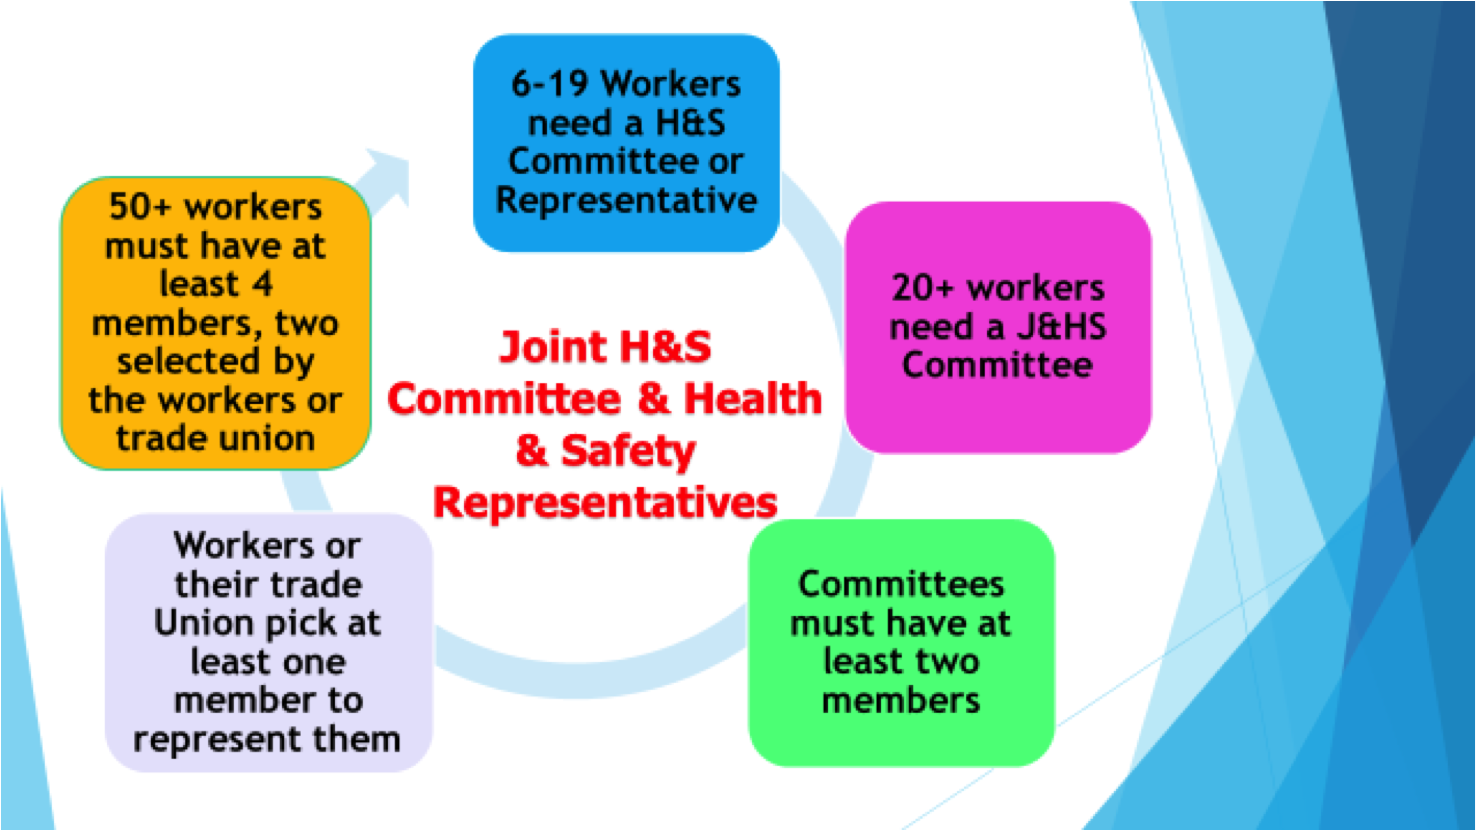 6-19 Workers
need a H&S
Committee or
Representative
20+ workers
need a J&HS
Committee
Committees
must have at
least two
members
Workers or
their trade
Union pick at
least one
member to
represent them
50+ workers
must have at
least 4
members, two
selected by
the workers or
trade union
Joint H&S
Committee & Health
& Safety
Representatives